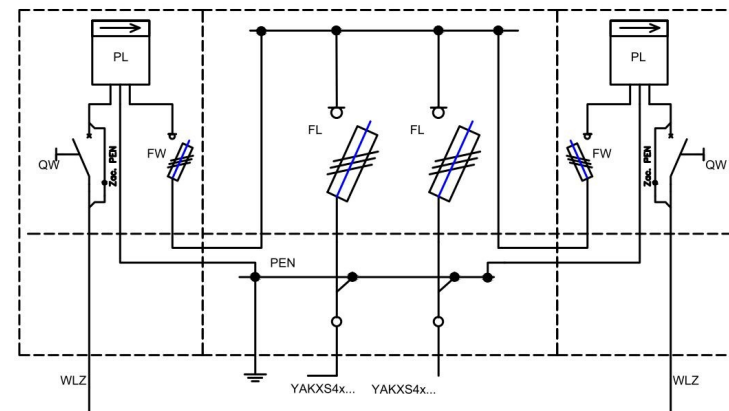 PL
PL
FL
FL
QW
Zac. PEN
FW
FW
Zac. PEN
QW
PEN
WLZ
YAKXS4x...
YAKXS4x...
WLZ